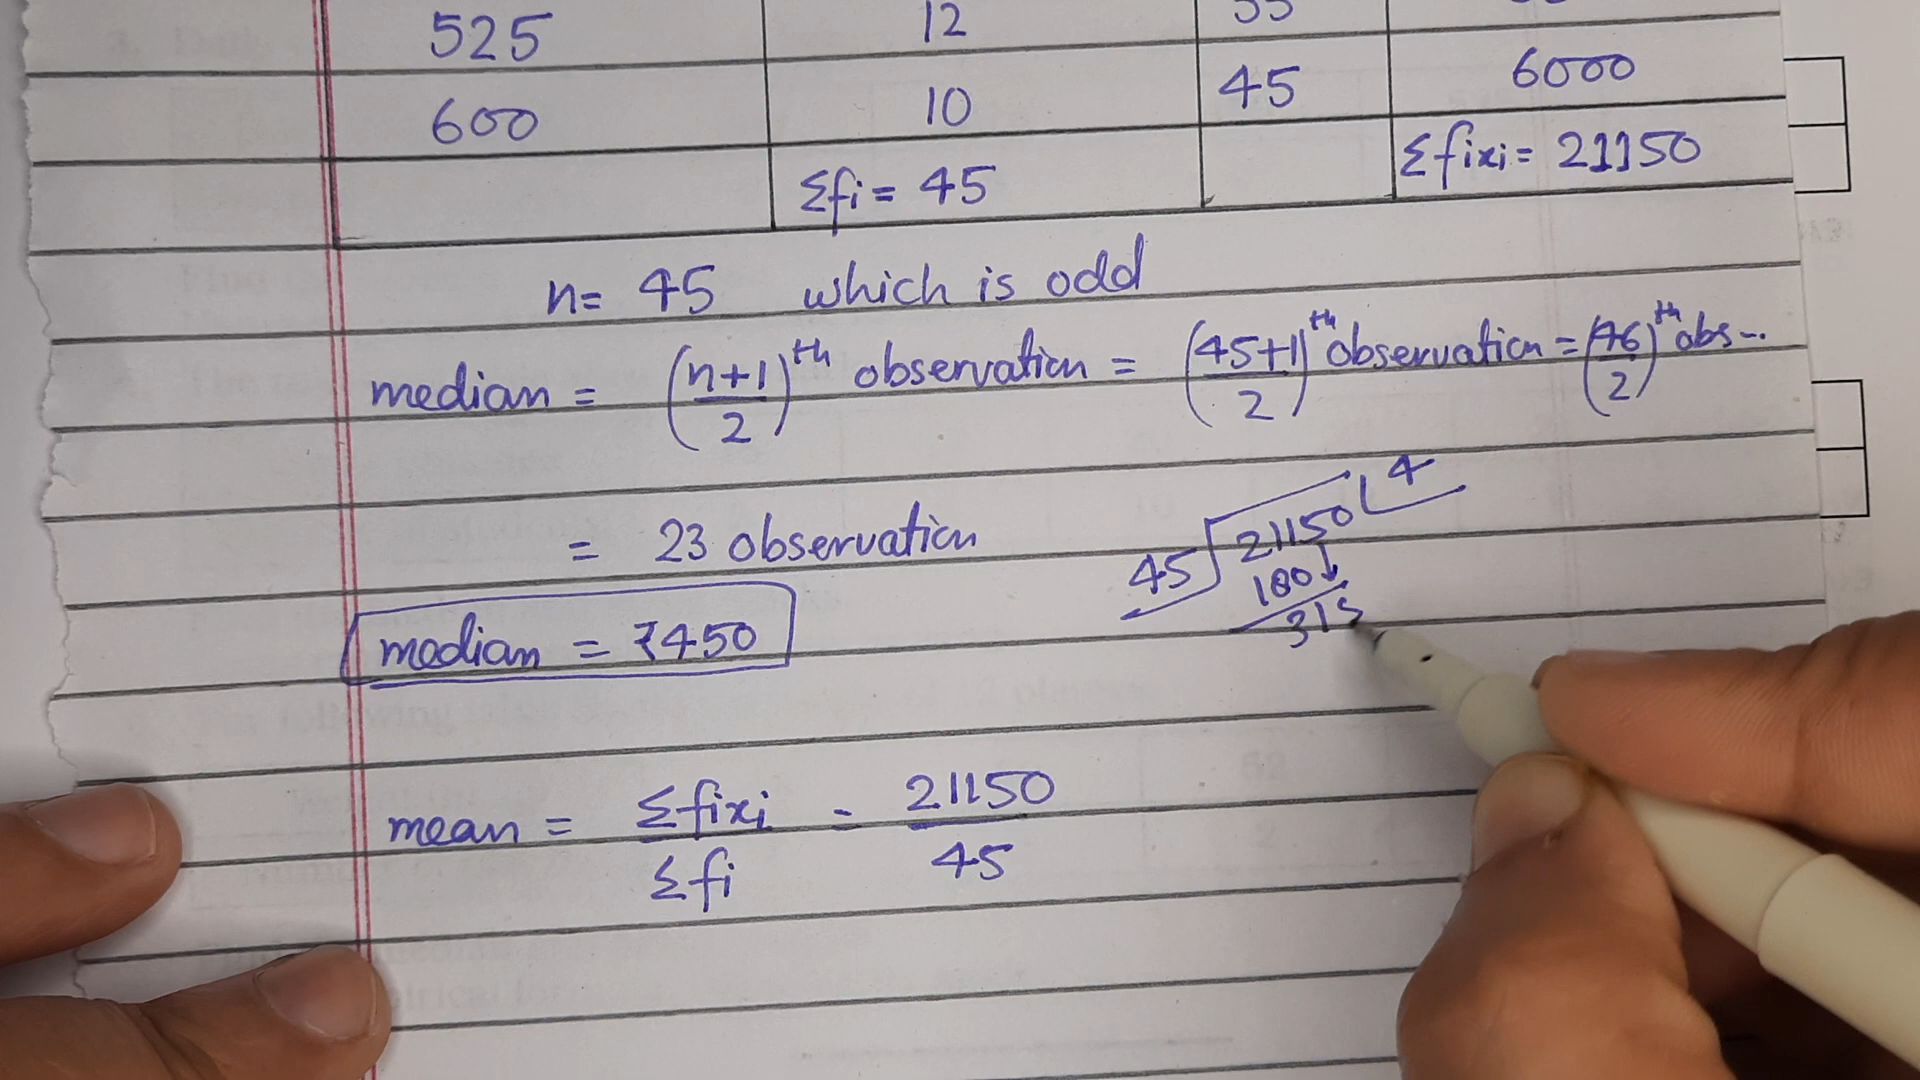 525 12
600 10 45 6000
Σfi = 45 Σfixi = 21150
n = 45 which is odd
median = (n+1/2)th observation = (45+1/2)th observation = (46/2)th obs...
= 23 observation
median = ₹450
45 21150 4
180
315
mean = Σfixi/Σfi = 21150/45